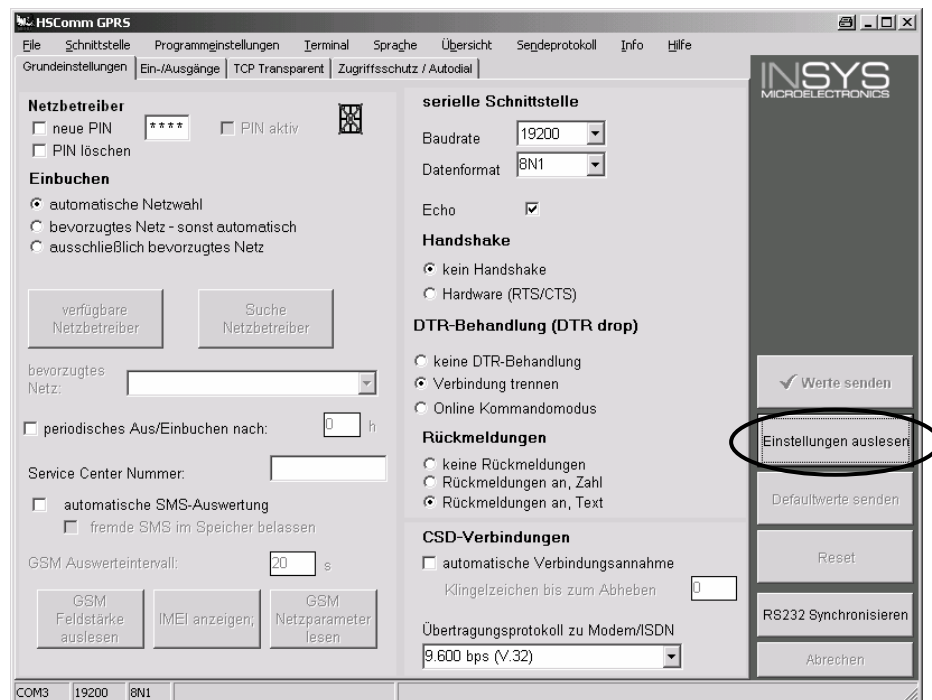 HSComm GPRS
File Schnittstelle Programmeinstellungen Terminal Sprache Übersicht Sendeprotokoll Info Hilfe
Grundeinstellungen Ein-/Ausgänge TCP Transparent Zugriffsschutz / Autodial
INSYS
MICROELECTRONICS
Netzbetreiber
neue PIN **** PIN aktiv
PIN löschen
Einbuchen
automatische Netzwahl
bevorzugtes Netz - sonst automatisch
ausschließlich bevorzugtes Netz
verfügbare
Netzbetreiber
Suche
Netzbetreiber
bevorzugtes
Netz:
periodisches Aus/Einbuchen nach: 0 h
Service Center Nummer:
automatische SMS-Auswertung
fremde SMS im Speicher belassen
GSM Auswerteintervall: 20 s
GSM
Feldstärke
auslesen
IMEI anzeigen;
GSM
Netzparameter
lesen
serielle Schnittstelle
Baudrate 19200
Datenformat 8N1
Echo
Handshake
kein Handshake
Hardware (RTS/CTS)
DTR-Behandlung (DTR drop)
keine DTR-Behandlung
Verbindung trennen
Online Kommandomodus
Rückmeldungen
keine Rückmeldungen
Rückmeldungen an, Zahl
Rückmeldungen an, Text
CSD-Verbindungen
automatische Verbindungsannahme
Klingelzeichen bis zum Abheben 0
Übertragungsprotokoll zu Modem/ISDN
9.600 bps (V.32)
Werte senden
Einstellungen auslesen
Defaultwerte senden
Reset
RS232 Synchronisieren
Abrechen
COM3 19200 8N1